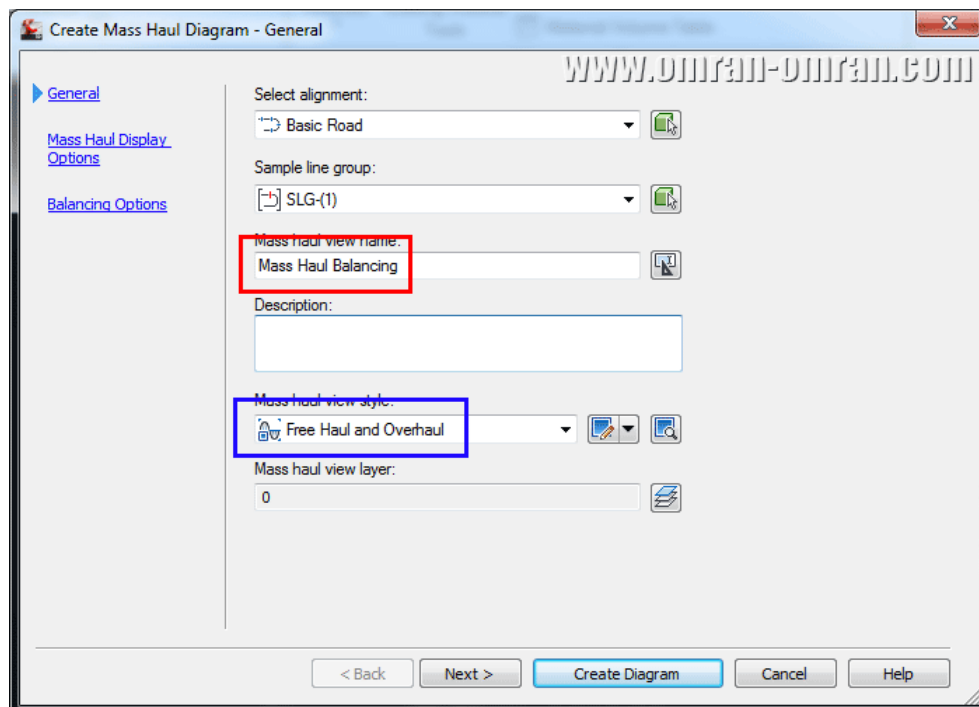 Create Mass Haul Diagram - General
www.omran-omran.com
General
Mass Haul Display
Options
Balancing Options
Select alignment:
Basic Road
Sample line group:
SLG-(1)
Mass haul view name:
Mass Haul Balancing
Description:
Mass haul view style:
Free Haul and Overhaul
Mass haul view layer:
0
< Back
Next >
Create Diagram
Cancel
Help